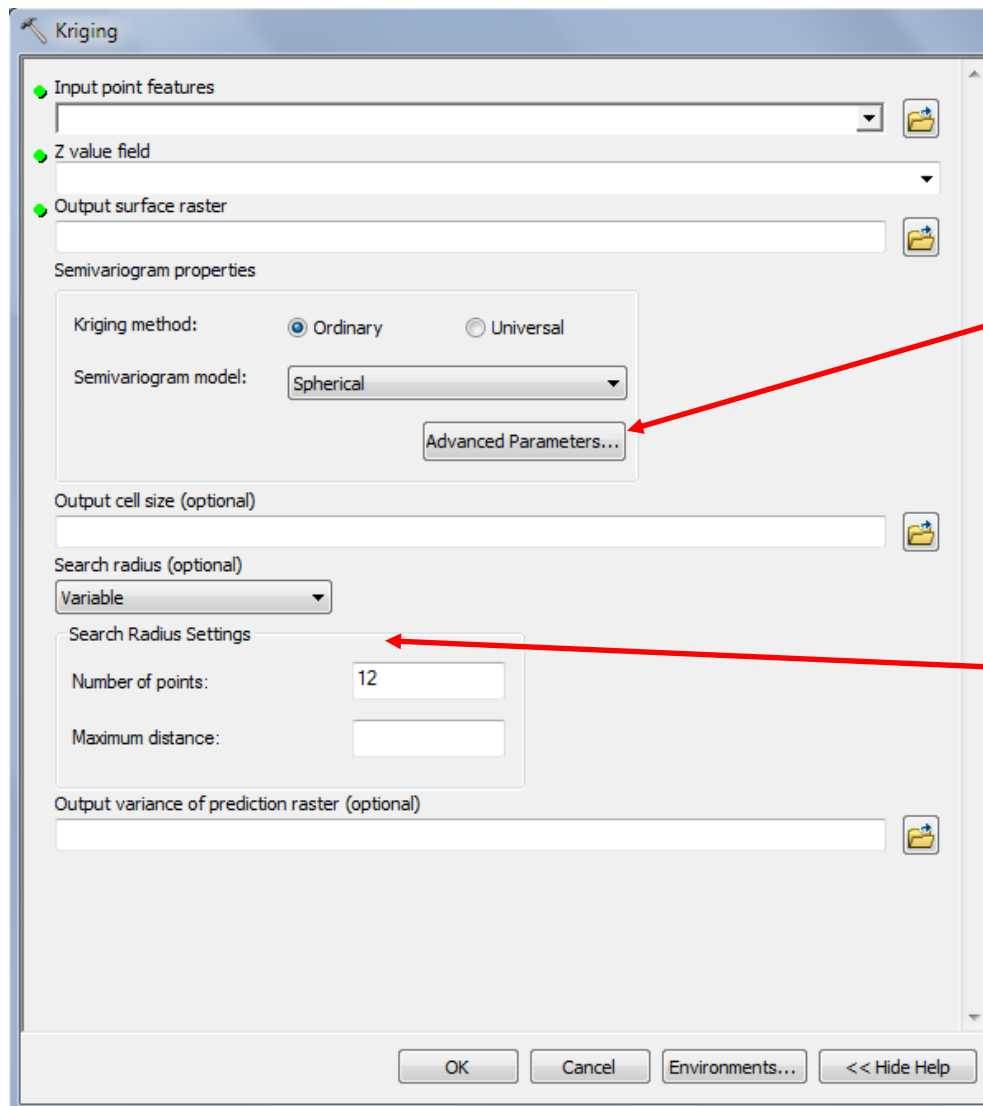 Kriging
Input point features
Z value field
Output surface raster
Semivariogram properties
Kriging method: Ordinary Universal
Semivariogram model: Spherical
Advanced Parameters...
Output cell size (optional)
Search radius (optional)
Variable
Search Radius Settings
Number of points: 12
Maximum distance:
Output variance of prediction raster (optional)
OK Cancel Environments... << Hide Help